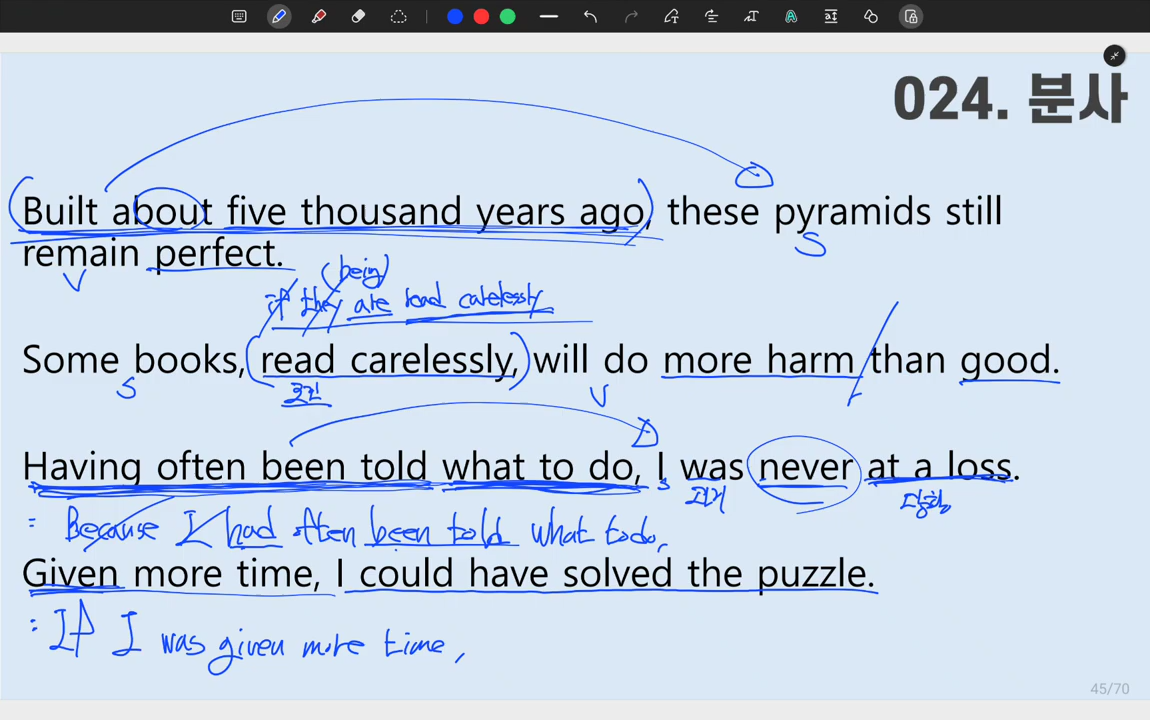 024. 분사
Built about five thousand years ago, these pyramids still
remain perfect.
S
V
(being)
if they are read carelessly
Some books, (read carelessly,) will do more harm than good.
S
조건
V
Having often been told what to do, I was never at a loss.
S
과거
당황
: Because I had often been told what to do,
Given more time, I could have solved the puzzle.
: If I was given more time,
45/70